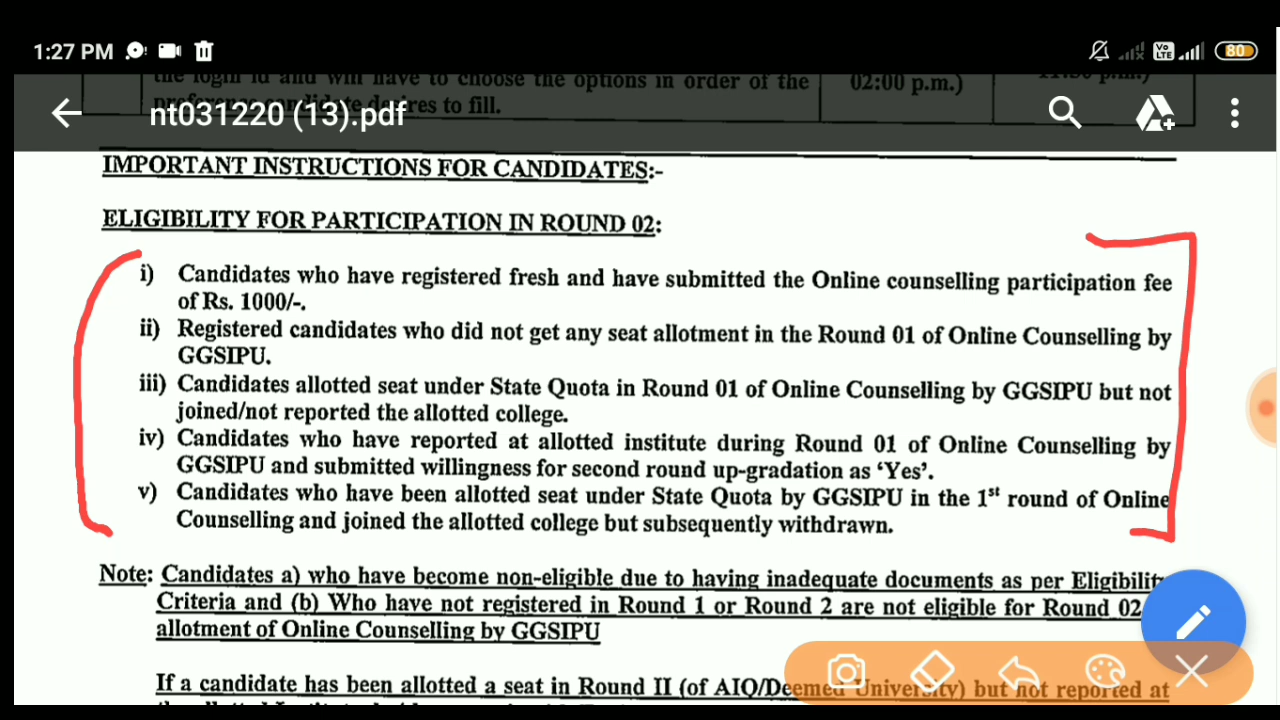 1:27 PM
Vo LTE 80
the login id and will have to choose the options in order of the
02:00 p.m.)
desires to fill.
nt031220 (13).pdf
IMPORTANT INSTRUCTIONS FOR CANDIDATES:-
ELIGIBILITY FOR PARTICIPATION IN ROUND 02:
i) Candidates who have registered fresh and have submitted the Online counselling participation fee
of Rs. 1000/-.
ii) Registered candidates who did not get any seat allotment in the Round 01 of Online Counselling by
GGSIPU.
iii) Candidates allotted seat under State Quota in Round 01 of Online Counselling by GGSIPU but not
joined/not reported the allotted college.
iv) Candidates who have reported at allotted institute during Round 01 of Online Counselling by
GGSIPU and submitted willingness for second round up-gradation as ‘Yes’.
v) Candidates who have been allotted seat under State Quota by GGSIPU in the 1st round of Online
Counselling and joined the allotted college but subsequently withdrawn.
Note: Candidates a) who have become non-eligible due to having inadequate documents as per Eligibility
Criteria and (b) Who have not registered in Round 1 or Round 2 are not eligible for Round 02
allotment of Online Counselling by GGSIPU
If a candidate has been allotted a seat in Round II (of AIQ/Deemed University) but not reported at